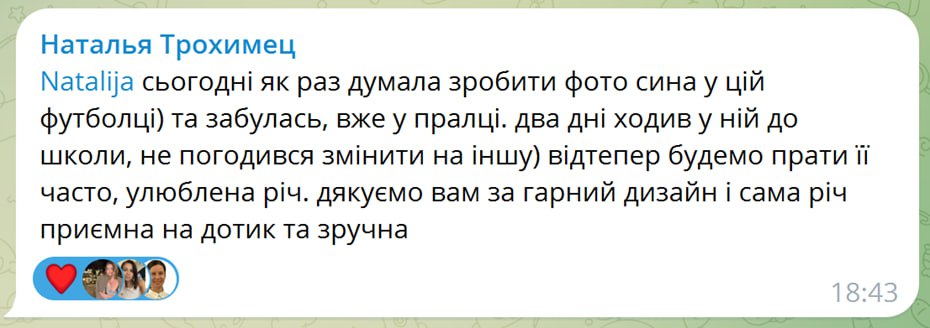 Наталья Трохимец
Natalija сьогодні як раз думала зробити фото сина у цій
футболці) та забулась, вже у пралці. два дні ходив у ній до
школи, не погодився змінити на іншу) відтепер будемо прати її
часто, улюблена річ. дякуємо вам за гарний дизайн і сама річ
приємна на дотик та зручна
18:43